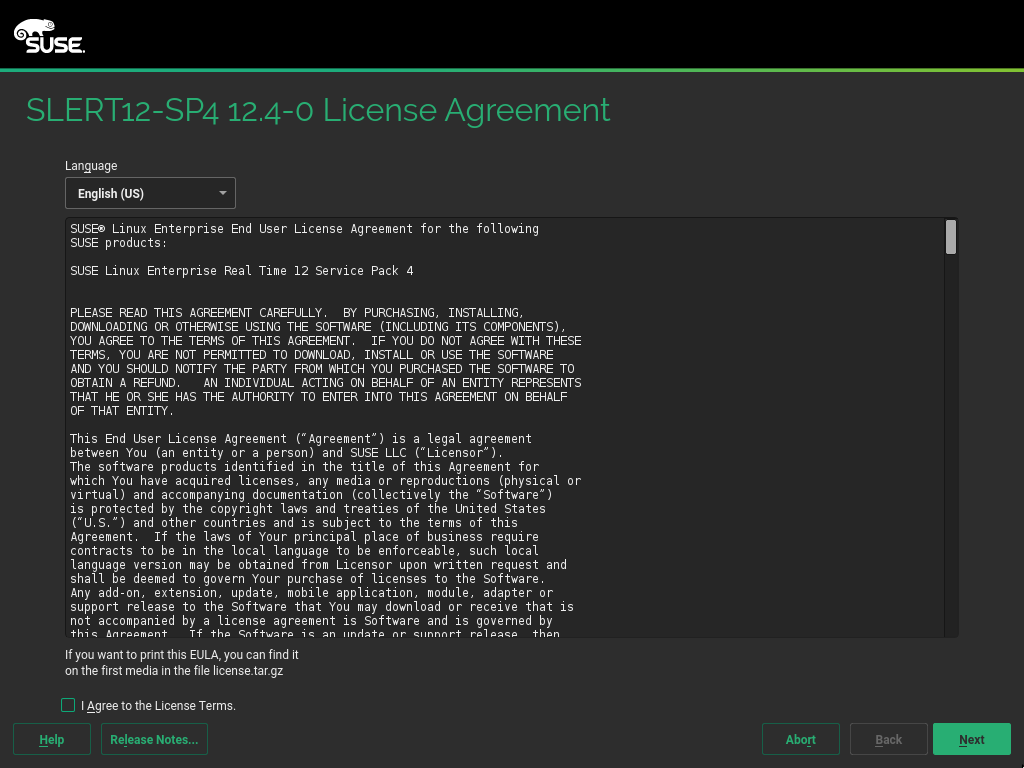 SUSE.
SLERT12-SP4 12.4-0 License Agreement
Language
English (US)
SUSE® Linux Enterprise End User License Agreement for the following
SUSE products:
SUSE Linux Enterprise Real Time 12 Service Pack 4
PLEASE READ THIS AGREEMENT CAREFULLY.  BY PURCHASING, INSTALLING,
DOWNLOADING OR OTHERWISE USING THE SOFTWARE (INCLUDING ITS COMPONENTS),
YOU AGREE TO THE TERMS OF THIS AGREEMENT.  IF YOU DO NOT AGREE WITH THESE
TERMS, YOU ARE NOT PERMITTED TO DOWNLOAD, INSTALL OR USE THE SOFTWARE
AND YOU SHOULD NOTIFY THE PARTY FROM WHICH YOU PURCHASED THE SOFTWARE TO
OBTAIN A REFUND.   AN INDIVIDUAL ACTING ON BEHALF OF AN ENTITY REPRESENTS
THAT HE OR SHE HAS THE AUTHORITY TO ENTER INTO THIS AGREEMENT ON BEHALF
OF THAT ENTITY.
This End User License Agreement (“Agreement”) is a legal agreement
between You (an entity or a person) and SUSE LLC (“Licensor”).
The software products identified in the title of this Agreement for
which You have acquired licenses, any media or reproductions (physical or
virtual) and accompanying documentation (collectively the “Software”)
is protected by the copyright laws and treaties of the United States
(“U.S.”) and other countries and is subject to the terms of this
Agreement.  If the laws of Your principal place of business require
contracts to be in the local language to be enforceable, such local
language version may be obtained from Licensor upon written request and
shall be deemed to govern Your purchase of licenses to the Software.
Any add-on, extension, update, mobile application, module, adapter or
support release to the Software that You may download or receive that is
not accompanied by a license agreement is Software and is governed by
this Agreement.  If the Software is an update or support release, then
If you want to print this EULA, you can find it
on the first media in the file license.tar.gz
I Agree to the License Terms.
Help
Release Notes...
Abort
Back
Next